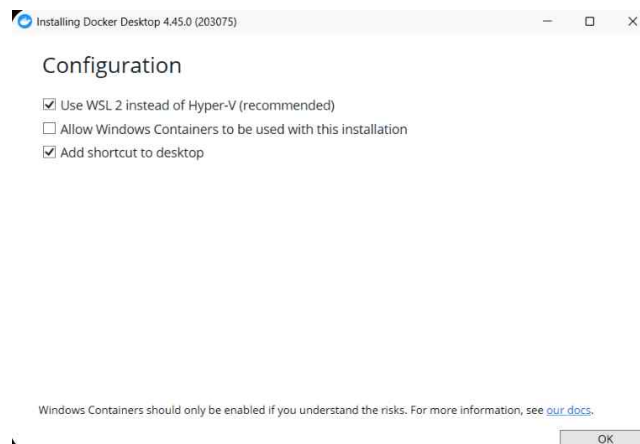 Installing Docker Desktop 4.45.0 (203075)
Configuration
Use WSL 2 instead of Hyper-V (recommended)
Allow Windows Containers to be used with this installation
Add shortcut to desktop
Windows Containers should only be enabled if you understand the risks. For more information, see our docs.
OK